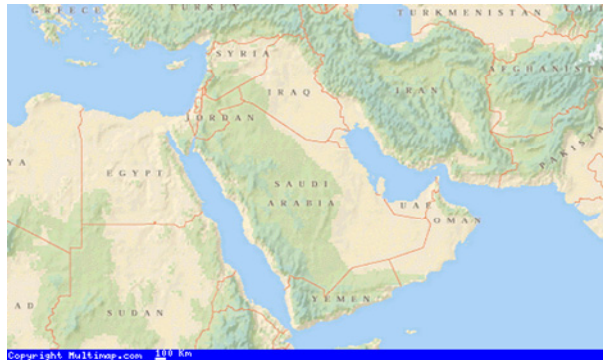 GREECE
TURKEY
TURKMENISTAN
SYRIA
AFGHANISTAN
IRAQ
IRAN
JORDAN
PAKISTAN
EGYPT
SAUDI
ARABIA
UAE
OMAN
YEMEN
SUDAN
Copyright Multimap.com 100 Km